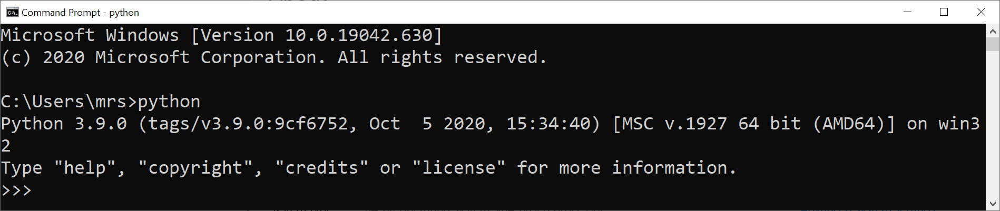 Command Prompt - python
Microsoft Windows [Version 10.0.19042.630]
(c) 2020 Microsoft Corporation. All rights reserved.
C:\Users\mrs>python
Python 3.9.0 (tags/v3.9.0:9cf6752, Oct  5 2020, 15:34:40) [MSC v.1927 64 bit (AMD64)] on win3
2
Type "help", "copyright", "credits" or "license" for more information.
>>>